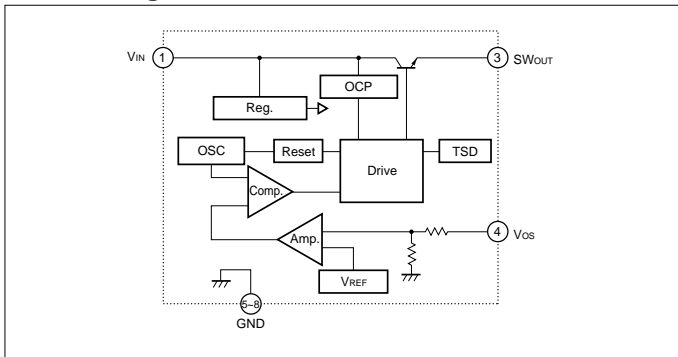 VIN
1
3
SWOUT
OCP
Reg.
OSC
Reset
Drive
TSD
Comp.
Amp.
4
VOS
VREF
5~8
GND